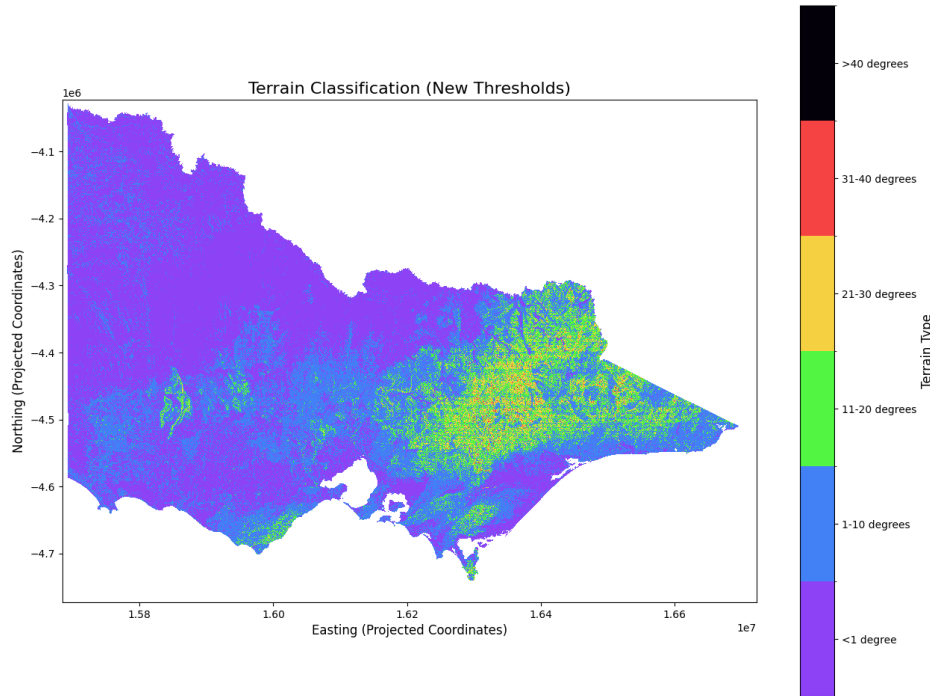 Terrain Classification (New Thresholds)
1e6
−4.1
−4.2
−4.3
−4.4
−4.5
−4.6
−4.7
Northing (Projected Coordinates)
1.58
1.60
1.62
1.64
1.66
1e7
Easting (Projected Coordinates)
>40 degrees
31-40 degrees
21-30 degrees
11-20 degrees
1-10 degrees
<1 degree
Terrain Type